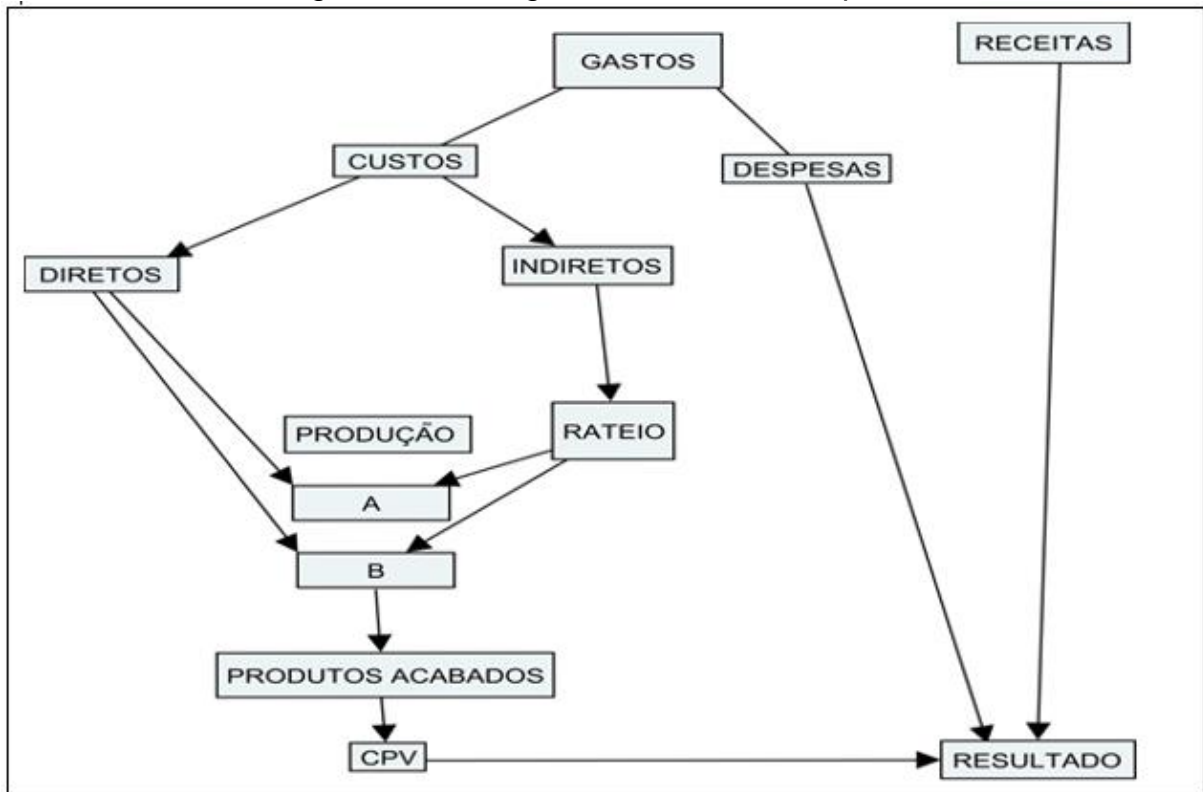 GASTOS
RECEITAS
CUSTOS
DESPESAS
DIRETOS
INDIRETOS
PRODUÇÃO
RATEIO
A
B
PRODUTOS ACABADOS
CPV
RESULTADO